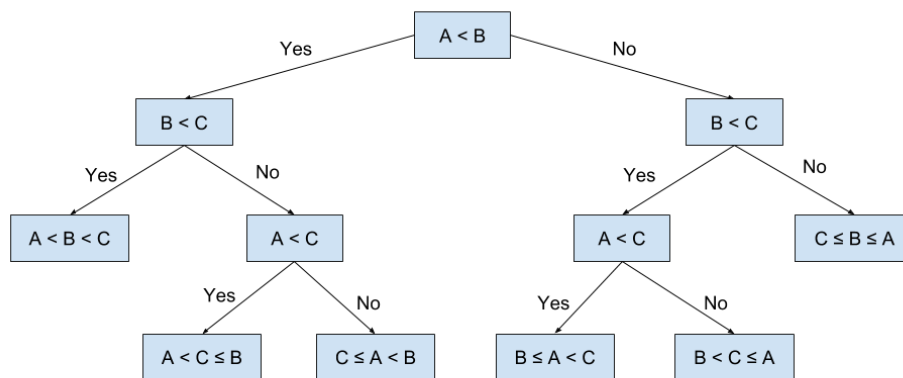 A < B
Yes
No
B < C
B < C
Yes
No
Yes
No
A < B < C
A < C
A < C
C ≤ B ≤ A
Yes
No
Yes
No
A < C ≤ B
C ≤ A < B
B ≤ A < C
B < C ≤ A